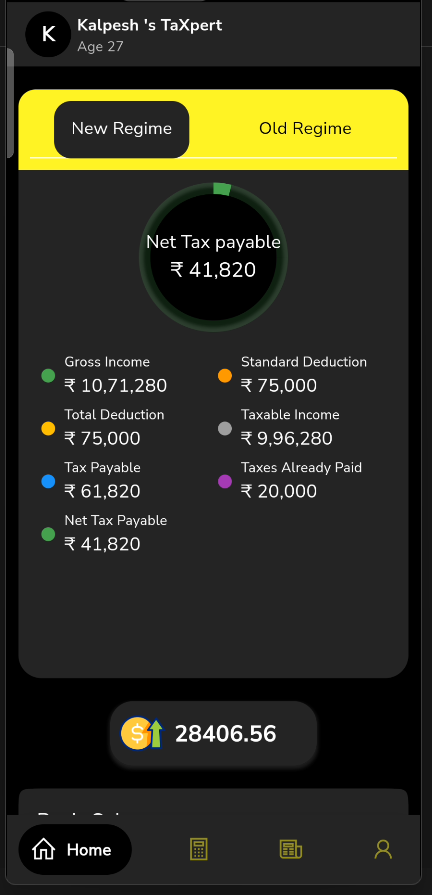 K
Kalpesh 's TaXpert
Age 27
New Regime
Old Regime
Net Tax payable
₹ 41,820
Gross Income
₹ 10,71,280
Standard Deduction
₹ 75,000
Total Deduction
₹ 75,000
Taxable Income
₹ 9,96,280
Tax Payable
₹ 61,820
Taxes Already Paid
₹ 20,000
Net Tax Payable
₹ 41,820
$
28406.56
Home